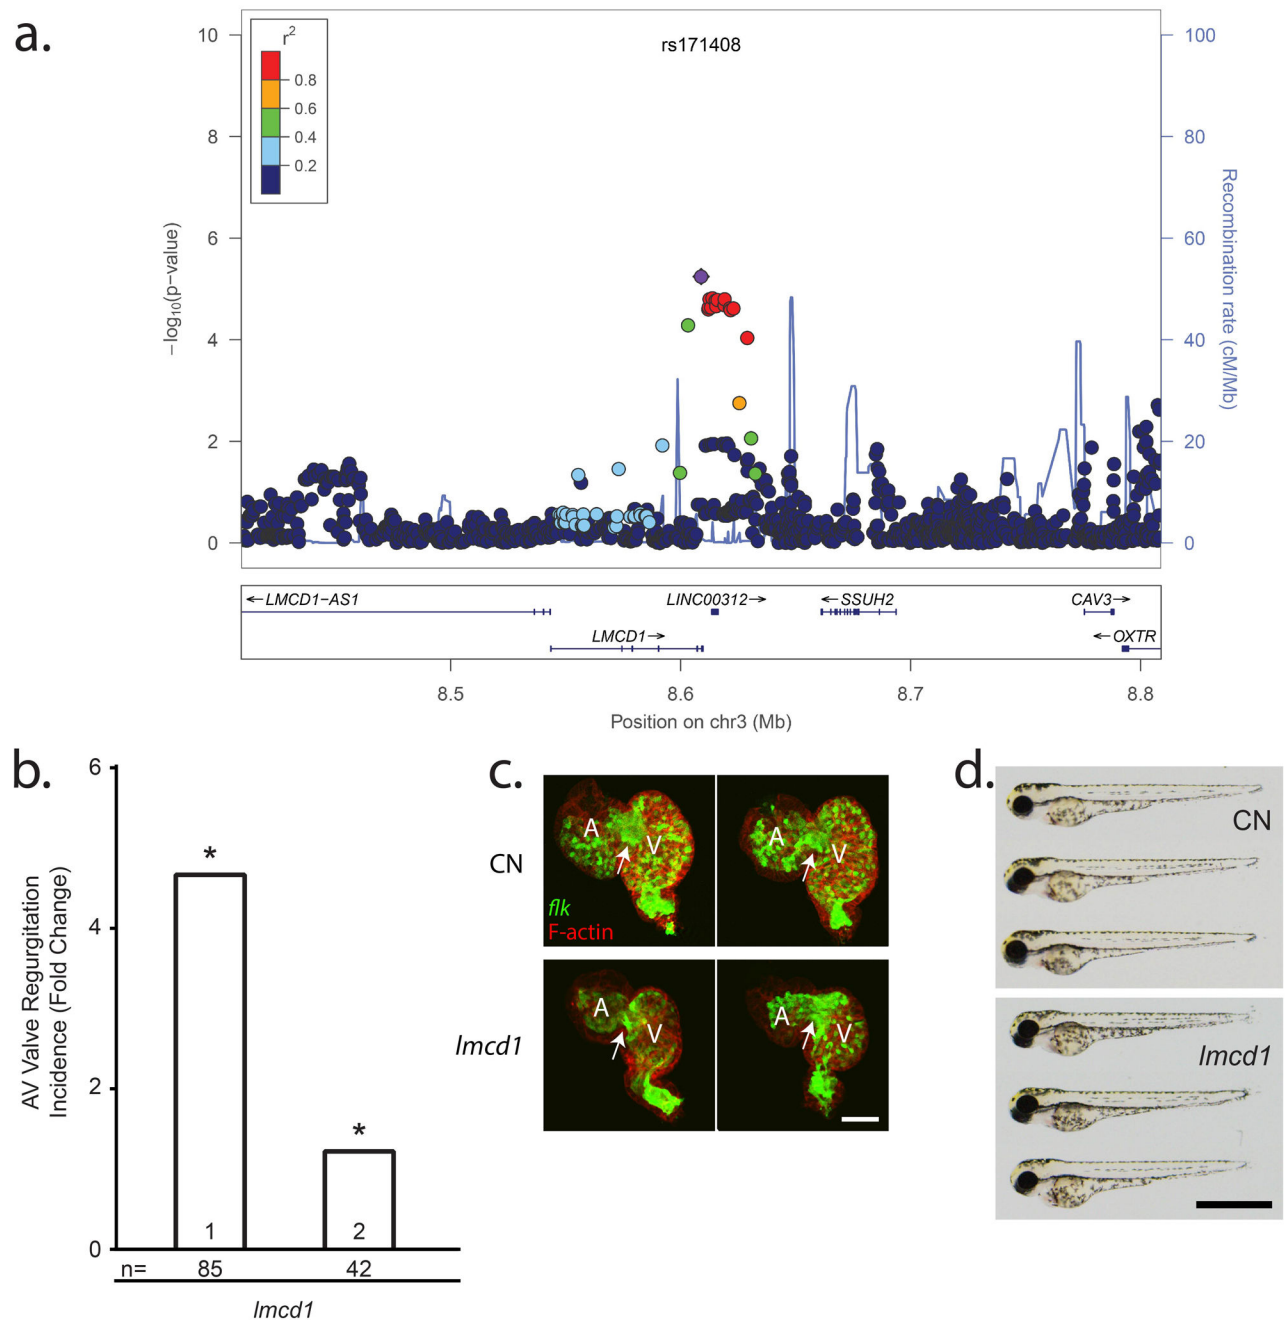 a.
rs171408
r2
0.8
0.6
0.4
0.2
10
8
6
4
2
0
−log10(p−value)
100
80
60
40
20
0
Recombination rate (cM/Mb)
←LMCD1−AS1
LINC00312→
←SSUH2
CAV3→
LMCD1→
←OXTR
8.5
8.6
8.7
8.8
Position on chr3 (Mb)
b.
6
4
2
0
AV Valve Regurgitation
Incidence (Fold Change)
*
*
1
2
n=
85
42
lmcd1
c.
CN
A
V
A
V
flk
F-actin
lmcd1
A
V
A
V
d.
CN
lmcd1